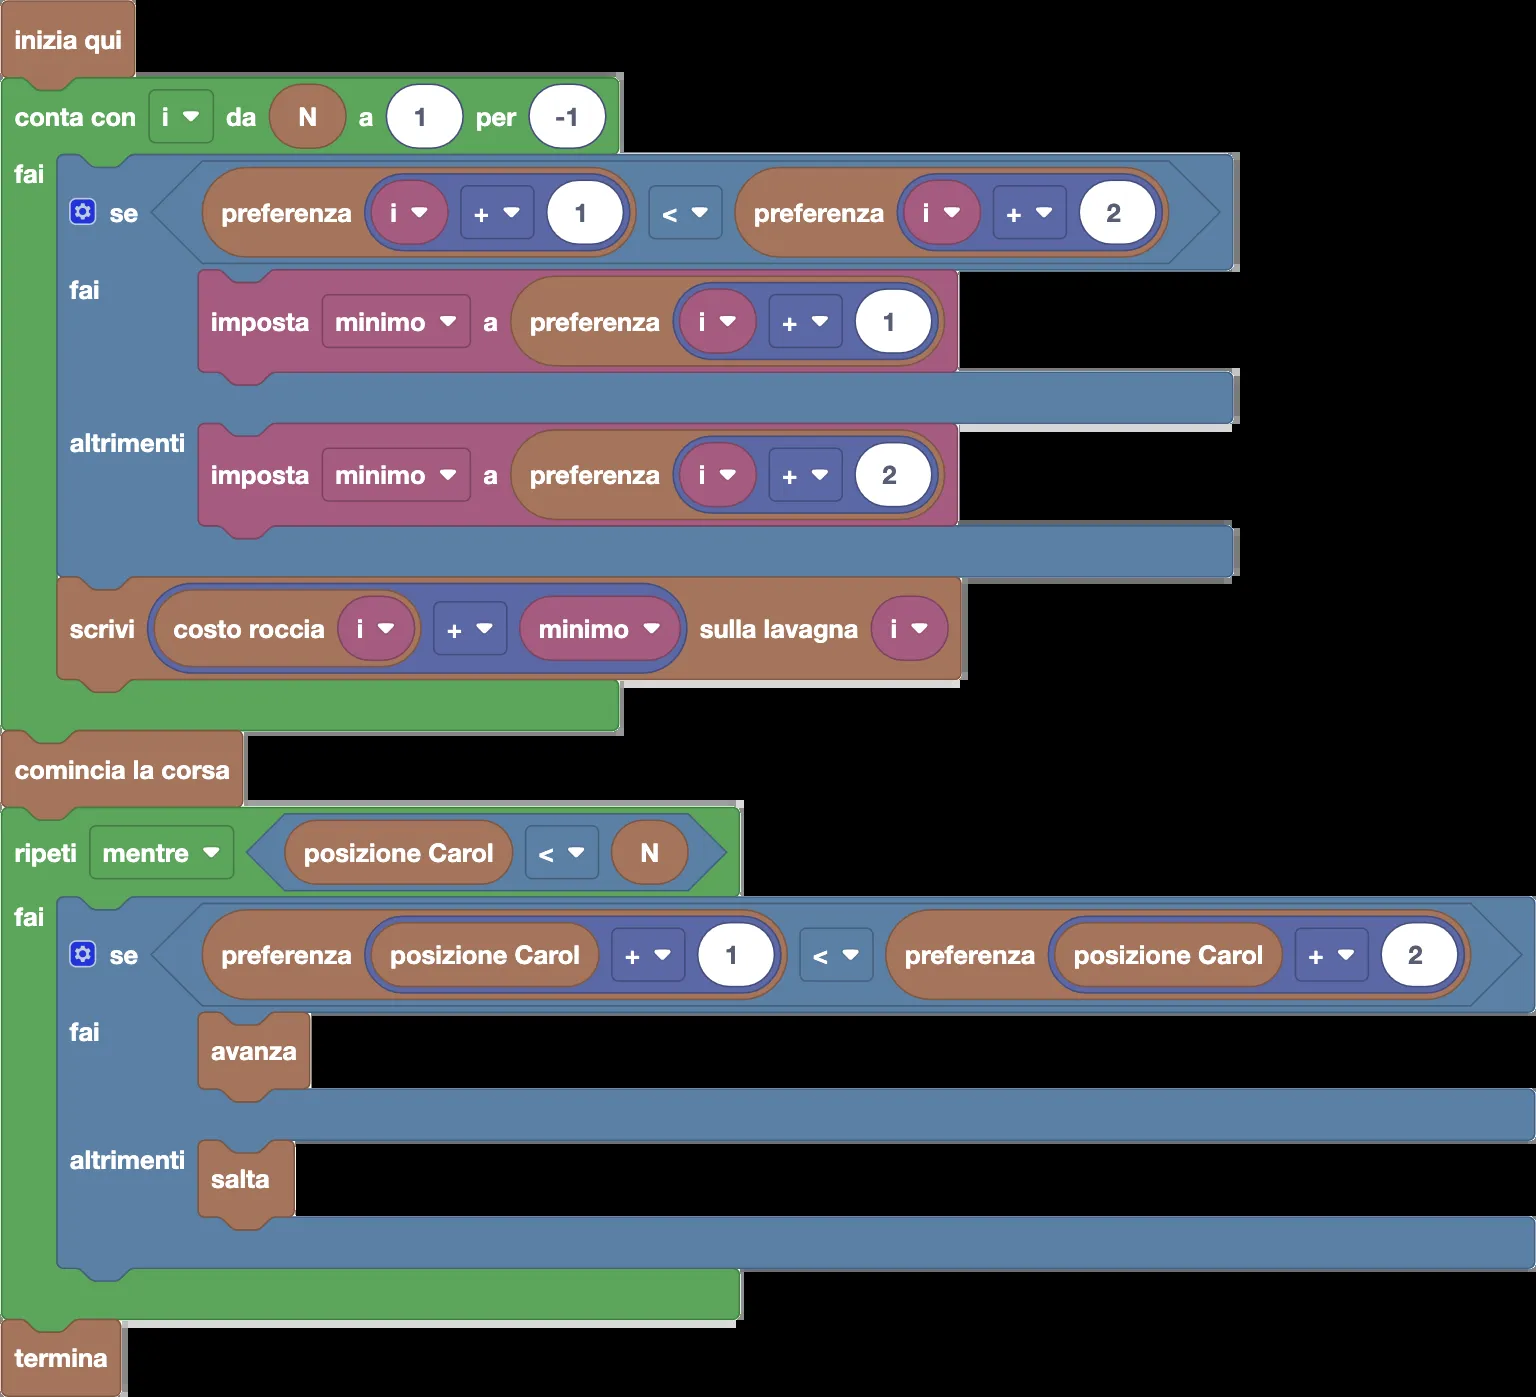 inizia qui
conta con i da N a 1 per -1
fai
se preferenza i + 1 < preferenza i + 2
fai
imposta minimo a preferenza i + 1
altrimenti
imposta minimo a preferenza i + 2
scrivi costo roccia i + minimo sulla lavagna i
comincia la corsa
ripeti mentre posizione Carol < N
fai
se preferenza posizione Carol + 1 < preferenza posizione Carol + 2
fai
avanza
altrimenti
salta
termina